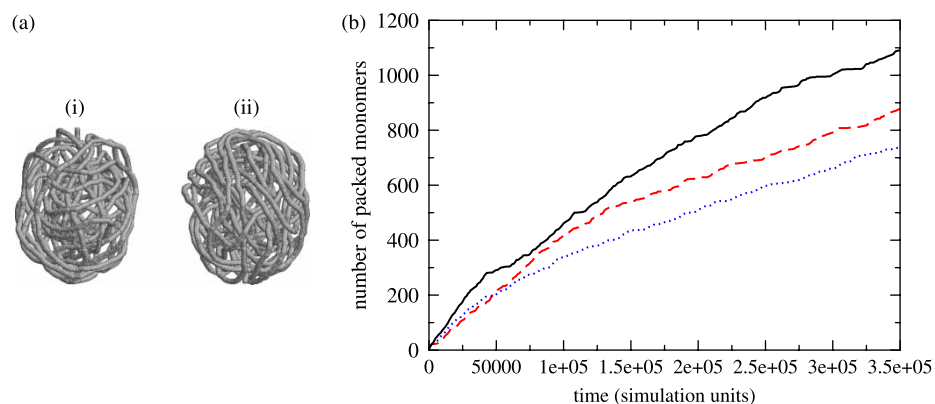 (a)
(i) (ii)
(b)
number of packed monomers
1200
1000
800
600
400
200
0
0 50000 1e+05 1.5e+05 2e+05 2.5e+05 3e+05 3.5e+05
time (simulation units)